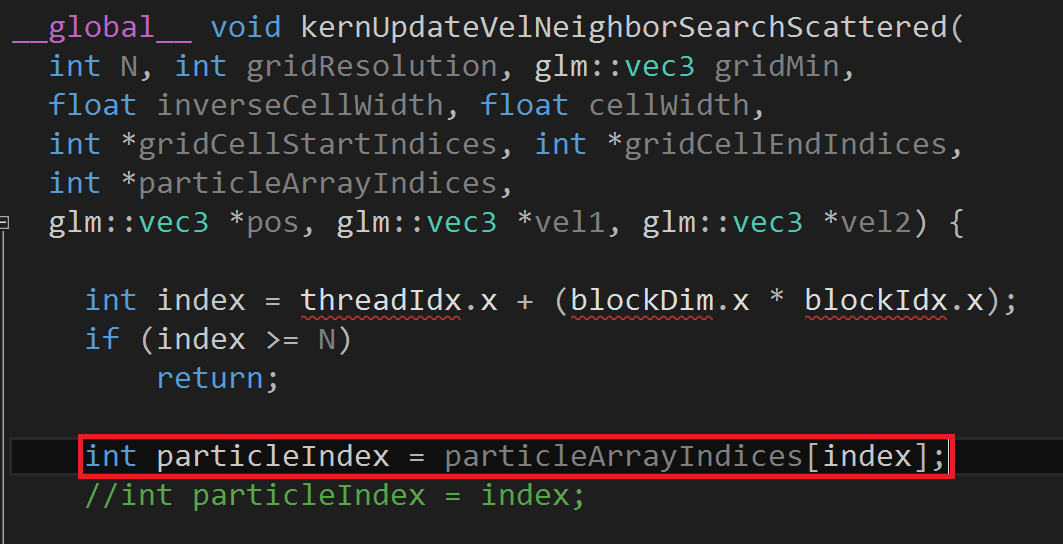 __global__ void kernUpdateVelNeighborSearchScattered(
int N, int gridResolution, glm::vec3 gridMin,
float inverseCellWidth, float cellWidth,
int *gridCellStartIndices, int *gridCellEndIndices,
int *particleArrayIndices,
glm::vec3 *pos, glm::vec3 *vel1, glm::vec3 *vel2) {
int index = threadIdx.x + (blockDim.x * blockIdx.x);
if (index >= N)
return;
int particleIndex = particleArrayIndices[index];
//int particleIndex = index;